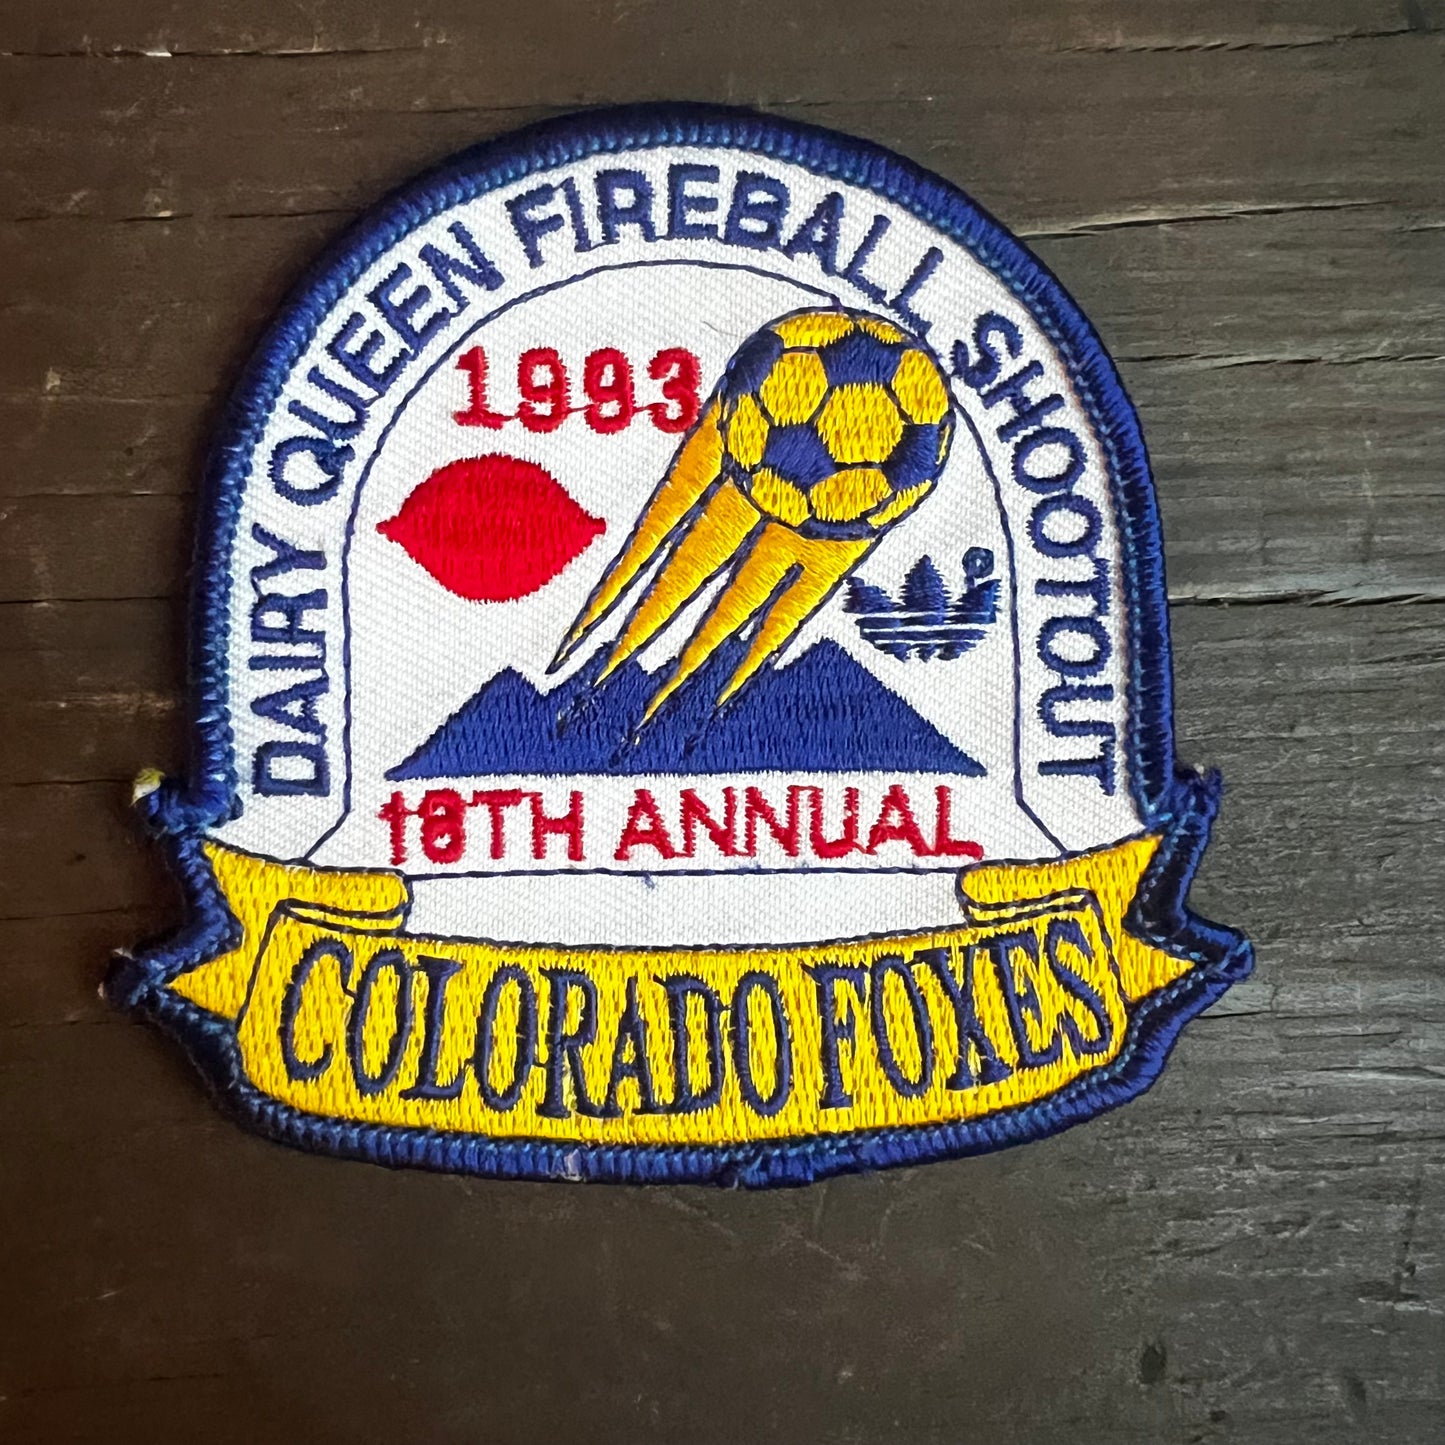 DAIRY QUEEN FIREBALL SHOOTOUT
1993
18TH ANNUAL
COLORADO FOXES